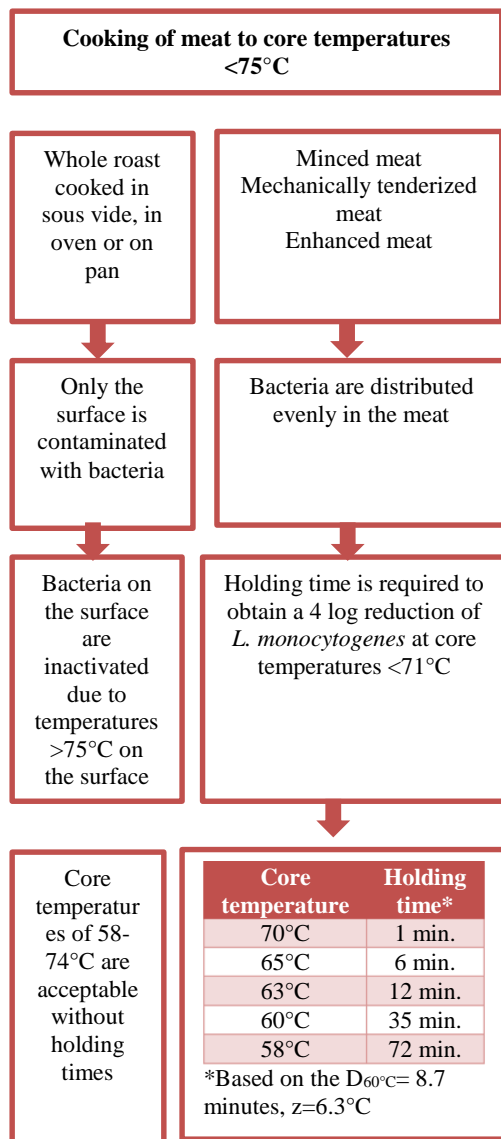 Cooking of meat to core temperatures
<75°C
Whole roast
cooked in
sous vide, in
oven or on
pan
Only the
surface is
contaminated
with bacteria
Bacteria on
the surface
are
inactivated
due to
temperatures
>75°C on
the surface
Core
temperatur
es of 58-
74°C are
acceptable
without
holding
times
Minced meat
Mechanically tenderized
meat
Enhanced meat
Bacteria are distributed
evenly in the meat
Holding time is required to
obtain a 4 log reduction of
L. monocytogenes at core
temperatures <71°C
Core temperature Holding time*
70°C 1 min.
65°C 6 min.
63°C 12 min.
60°C 35 min.
58°C 72 min.
*Based on the D60°C= 8.7
minutes, z=6.3°C